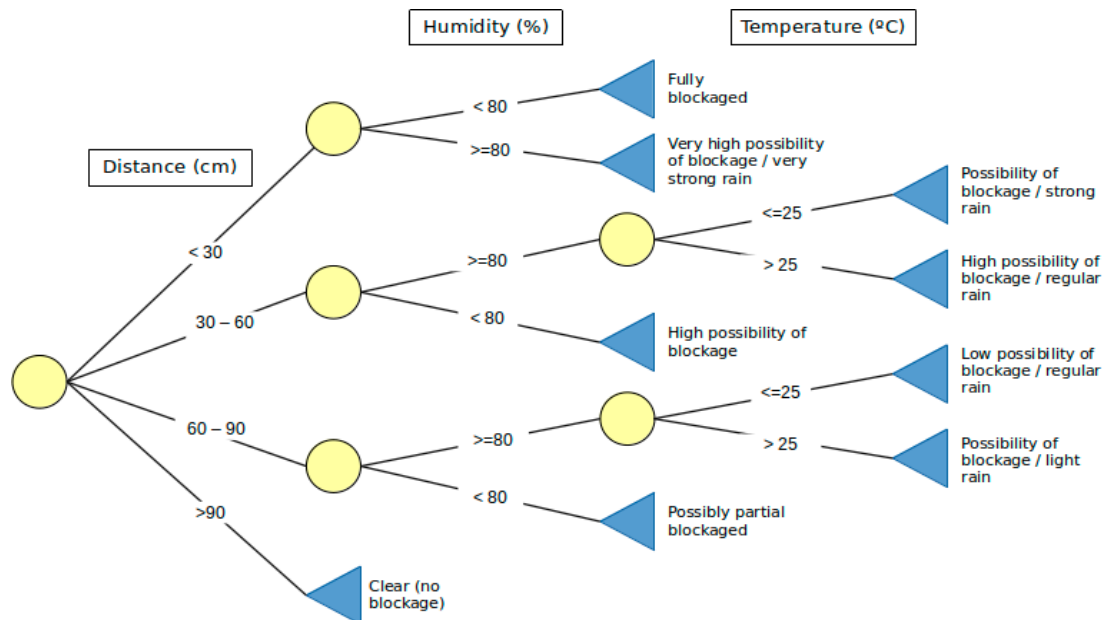 Humidity (%)
Temperature (ºC)
Distance (cm)
< 30
30 – 60
60 – 90
>90
< 80
Fully
blockaged
>=80
Very high possibility
of blockage / very
strong rain
>=80
<=25
Possibility of
blockage / strong
rain
> 25
High possibility of
blockage / regular
rain
< 80
High possibility of
blockage
>=80
<=25
Low possibility of
blockage / regular
rain
> 25
Possibility of
blockage / light
rain
< 80
Possibly partial
blockaged
Clear (no
blockage)